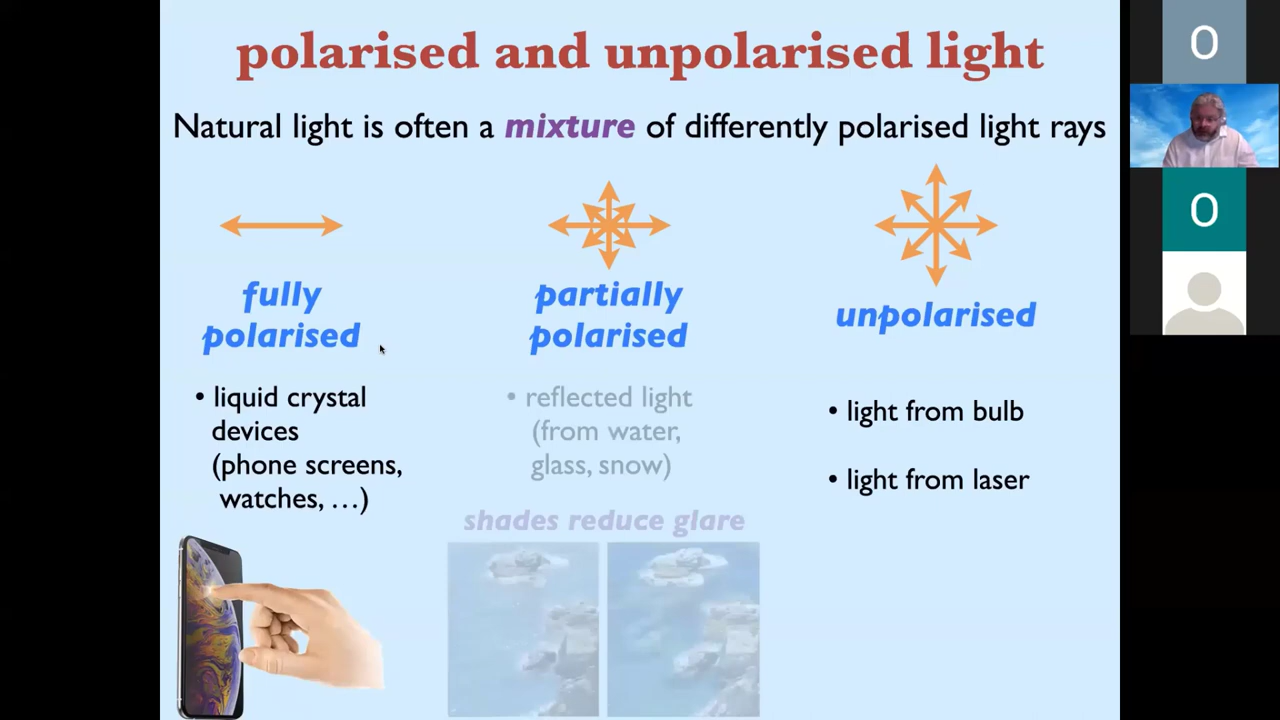 polarised and unpolarised light
Natural light is often a mixture of differently polarised light rays
fully
polarised
• liquid crystal
devices
(phone screens,
watches, …)
partially
polarised
• reflected light
(from water,
glass, snow)
shades reduce glare
unpolarised
• light from bulb
• light from laser
O
O